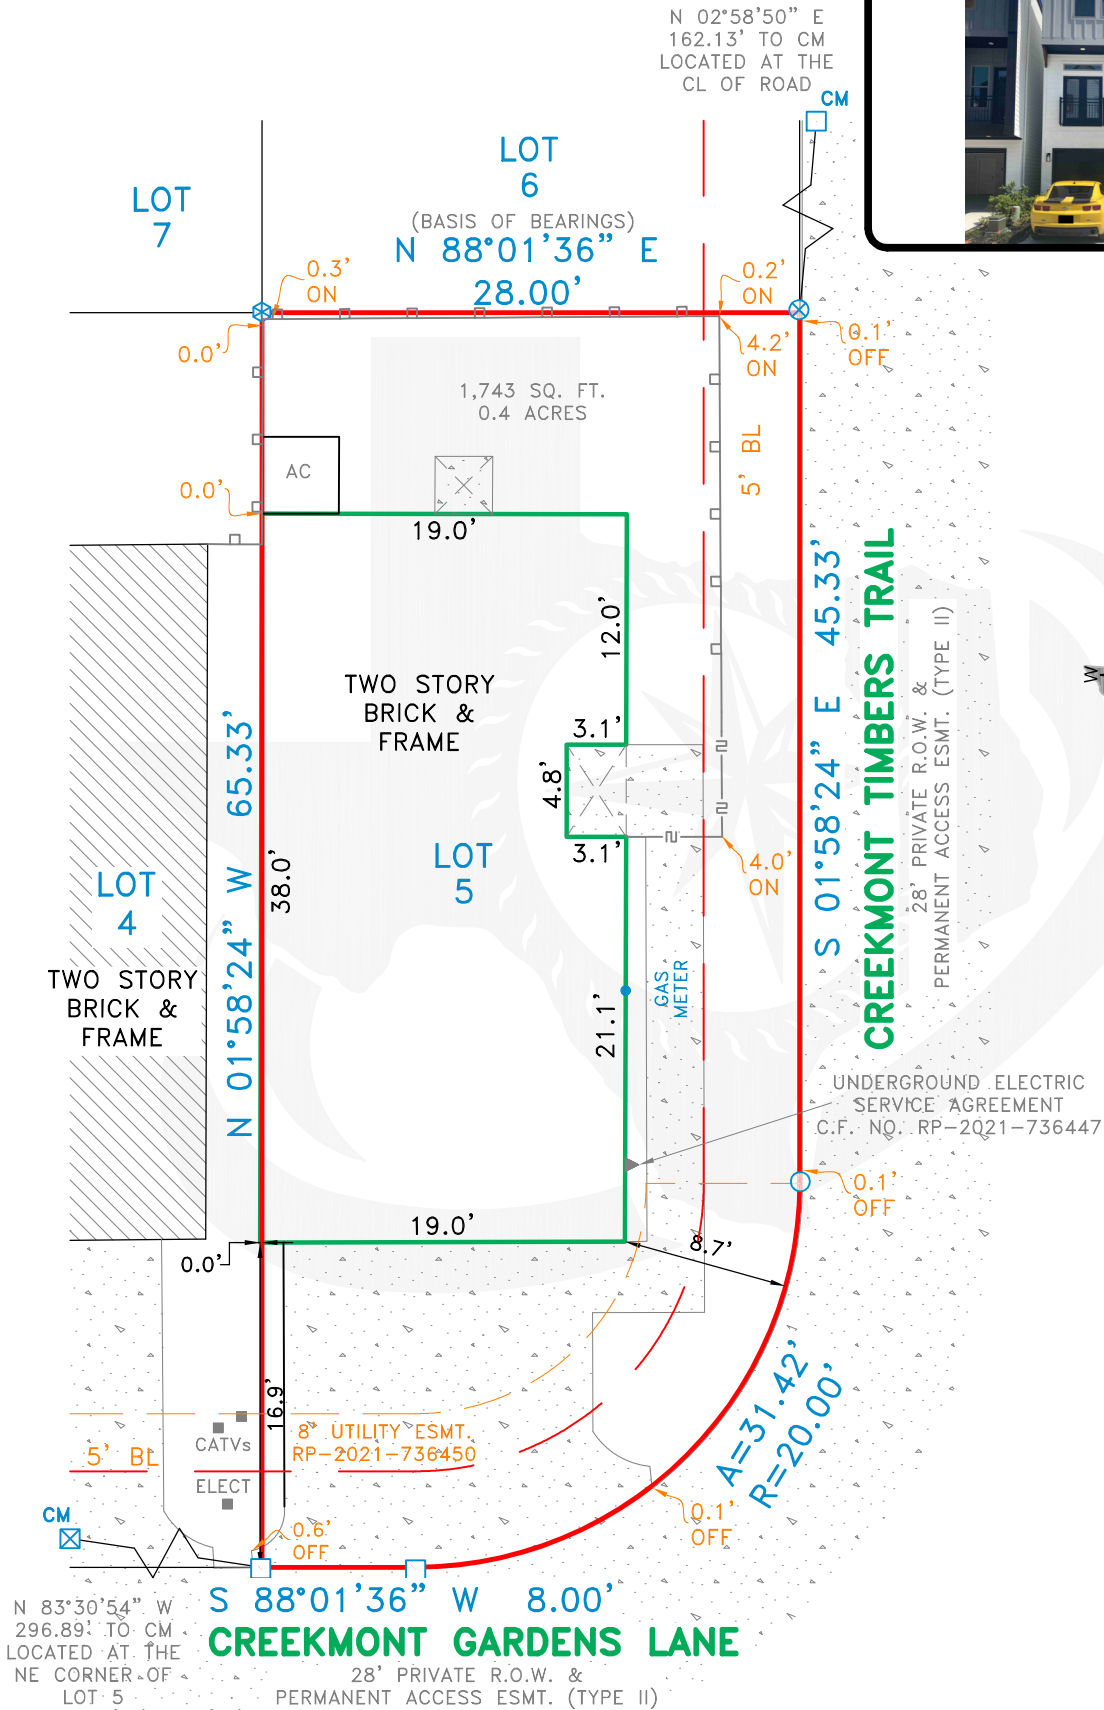 N 02°58'50" E
162.13' TO CM
LOCATED AT THE
CL OF ROAD
CM
LOT
6
LOT
7
(BASIS OF BEARINGS)
N 88°01'36" E
28.00'
0.3'
ON
0.2'
ON
0.0'
4.2'
ON
0.1'
OFF
1,743 SQ. FT.
0.4 ACRES
5' BL
AC
0.0'
19.0'
12.0'
TWO STORY
BRICK &
FRAME
3.1'
4.8'
3.1'
LOT
5
38.0'
N 01°58'24" W 65.33'
LOT
4
TWO STORY
BRICK &
FRAME
4.0'
ON
S 01°58'24" E 45.33'
CREEKMONT TIMBERS TRAIL
28' PRIVATE R.O.W. &
PERMANENT ACCESS ESMT. (TYPE II)
W
GAS
METER
21.1'
UNDERGROUND ELECTRIC
SERVICE AGREEMENT
C.F. NO. RP-2021-736447
0.1'
OFF
19.0'
8.7'
0.0'
16.9'
A=31.42'
R=20.00'
8' UTILITY ESMT.
RP-2021-736450
CATVs
5' BL
ELECT
CM
0.6'
OFF
0.1'
OFF
S 88°01'36" W 8.00'
CREEKMONT GARDENS LANE
28' PRIVATE R.O.W. &
PERMANENT ACCESS ESMT. (TYPE II)
N 83°30'54" W
296.89' TO CM
LOCATED AT THE
NE CORNER OF
LOT 5